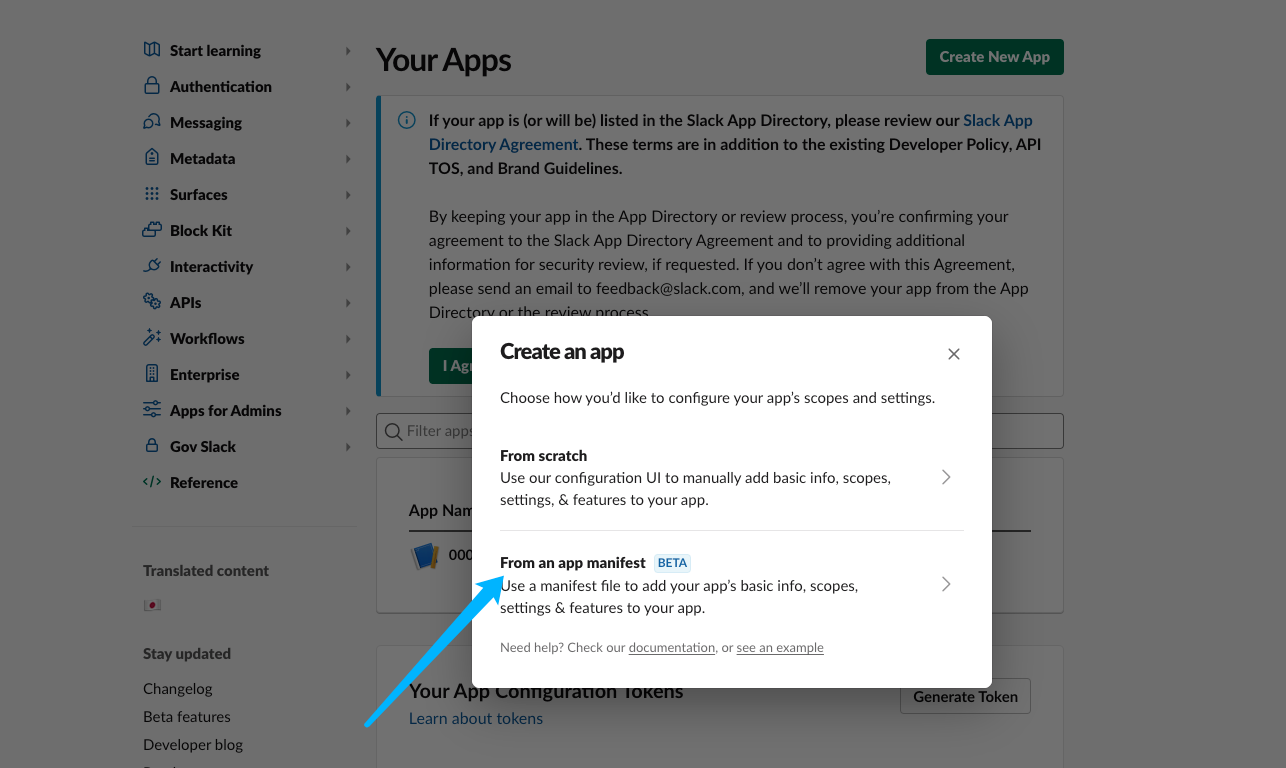 Start learning
Authentication
Messaging
Metadata
Surfaces
Block Kit
Interactivity
APIs
Workflows
Enterprise
Apps for Admins
Gov Slack
Reference
Translated content
Stay updated
Changelog
Beta features
Developer blog
Your Apps
Create New App
If your app is (or will be) listed in the Slack App Directory, please review our Slack App
Directory Agreement. These terms are in addition to the existing Developer Policy, API
TOS, and Brand Guidelines.
By keeping your app in the App Directory or review process, you’re confirming your
agreement to the Slack App Directory Agreement and to providing additional
information for security review, if requested. If you don’t agree with this Agreement,
please send an email to feedback@slack.com, and we’ll remove your app from the App
Directory or the review process
I Agr
Filter apps
App Nam
000
Create an app
Choose how you’d like to configure your app’s scopes and settings.
From scratch
Use our configuration UI to manually add basic info, scopes,
settings, & features to your app.
From an app manifest BETA
Use a manifest file to add your app’s basic info, scopes,
settings & features to your app.
Need help? Check our documentation, or see an example
Your App Configuration Tokens
Learn about tokens
Generate Token